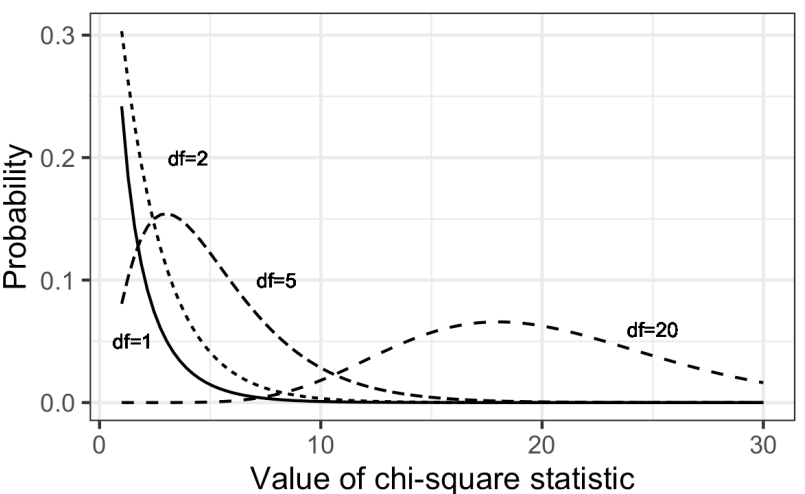 0.3
0.2
0.1
0.0
Probability
df=2
df=5
df=1
df=20
0
10
20
30
Value of chi-square statistic